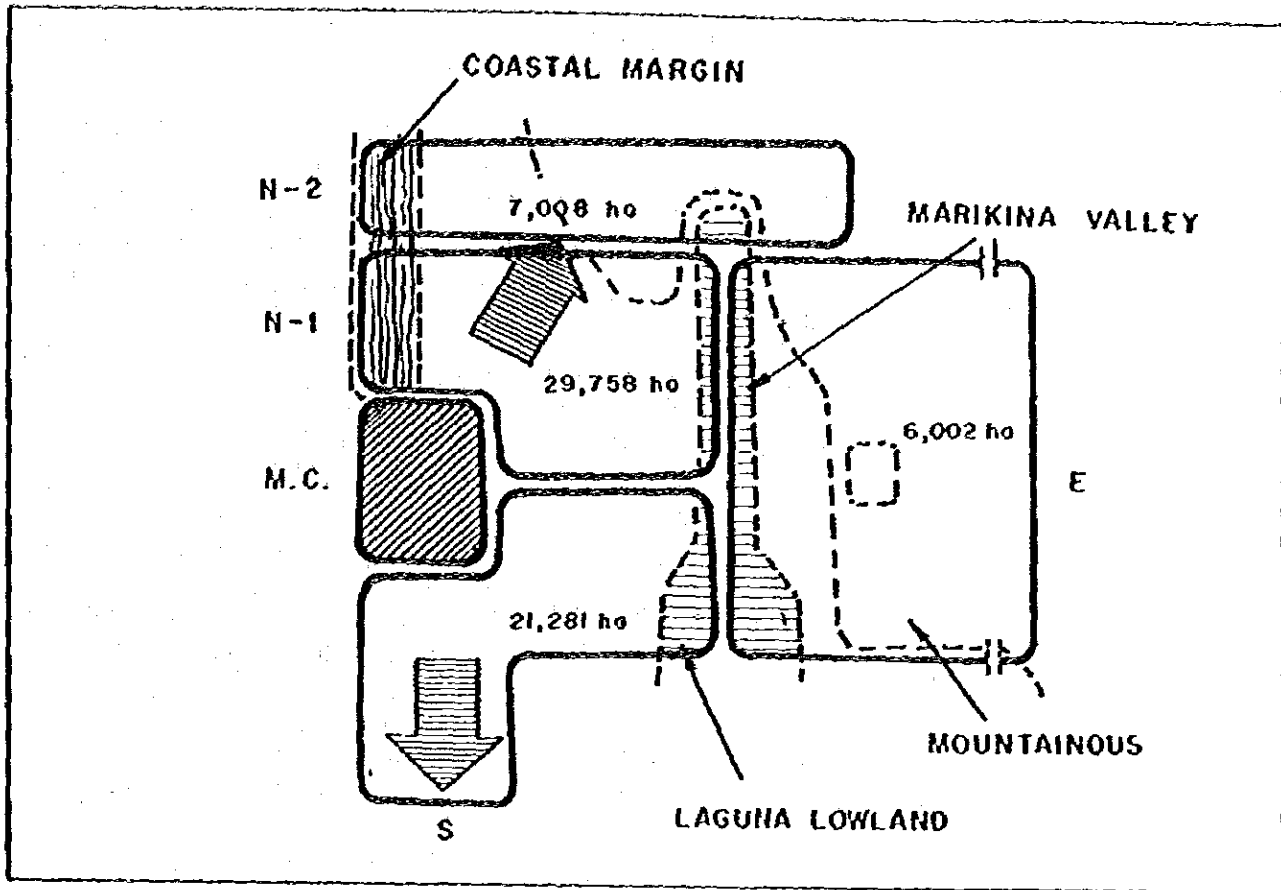 COASTAL MARGIN
N-2
7,008 ha
MARIKINA VALLEY
N-1
29,758 ha
6,002 ha
M.C.
E
21,281 ha
MOUNTAINOUS
LAGUNA LOWLAND
S